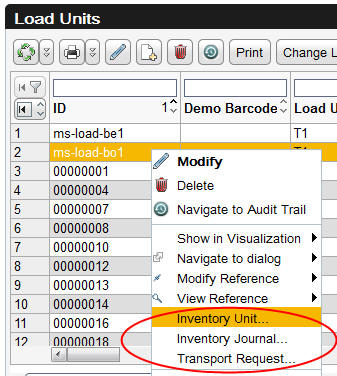 Load Units
Print
Change L
ID
1
Demo Barcode
Load U
1 ms-load-be1 T1
2 ms-load-bo1
3 00000001
4 00000004
5 00000007
6 00000008
7 00000010
8 00000012
9 00000013
10 00000014
11 00000016
12 00000018
Modify
Delete
Navigate to Audit Trail
Show in Visualization
Navigate to dialog
Modify Reference
View Reference
Inventory Unit...
Inventory Journal...
Transport Request...